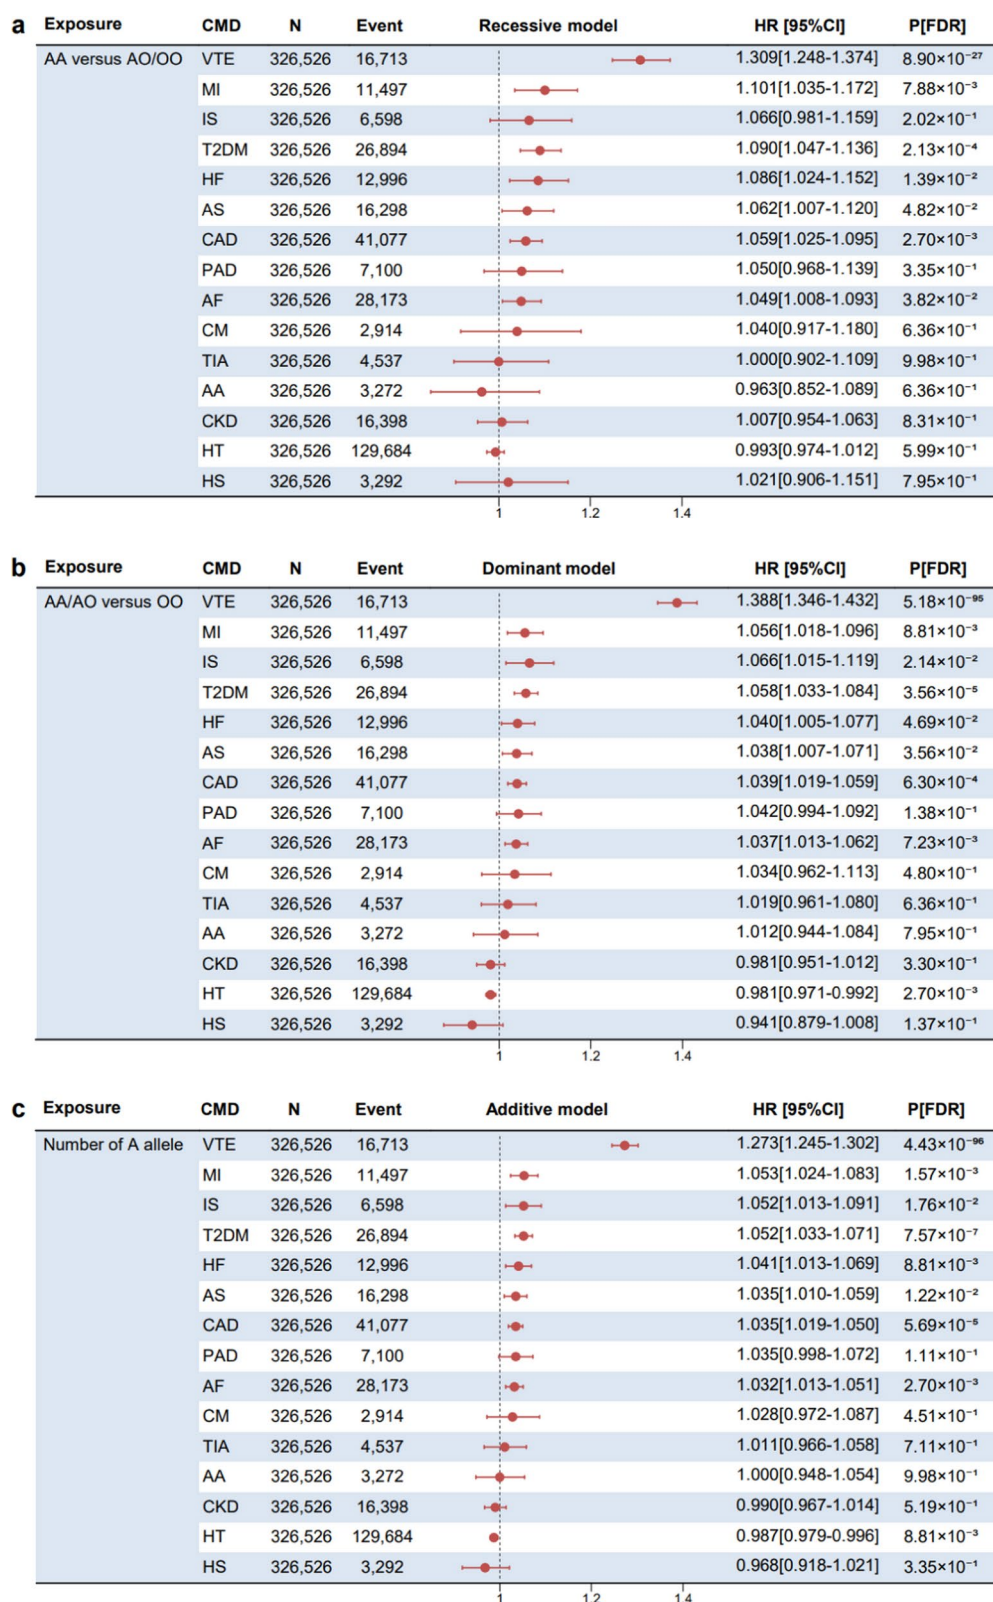 a Exposure CMD N Event Recessive model HR [95%CI] P[FDR]
AA versus AO/OO VTE 326,526 16,713 1.309[1.248-1.374] 8.90×10⁻²⁷
MI 326,526 11,497 1.101[1.035-1.172] 7.88×10⁻³
IS 326,526 6,598 1.066[0.981-1.159] 2.02×10⁻¹
T2DM 326,526 26,894 1.090[1.047-1.136] 2.13×10⁻⁴
HF 326,526 12,996 1.086[1.024-1.152] 1.39×10⁻²
AS 326,526 16,298 1.062[1.007-1.120] 4.82×10⁻²
CAD 326,526 41,077 1.059[1.025-1.095] 2.70×10⁻³
PAD 326,526 7,100 1.050[0.968-1.139] 3.35×10⁻¹
AF 326,526 28,173 1.049[1.008-1.093] 3.82×10⁻²
CM 326,526 2,914 1.040[0.917-1.180] 6.36×10⁻¹
TIA 326,526 4,537 1.000[0.902-1.109] 9.98×10⁻¹
AA 326,526 3,272 0.963[0.852-1.089] 6.36×10⁻¹
CKD 326,526 16,398 1.007[0.954-1.063] 8.31×10⁻¹
HT 326,526 129,684 0.993[0.974-1.012] 5.99×10⁻¹
HS 326,526 3,292 1.021[0.906-1.151] 7.95×10⁻¹
1 1.2 1.4
b Exposure CMD N Event Dominant model HR [95%CI] P[FDR]
AA/AO versus OO VTE 326,526 16,713 1.388[1.346-1.432] 5.18×10⁻⁹⁵
MI 326,526 11,497 1.056[1.018-1.096] 8.81×10⁻³
IS 326,526 6,598 1.066[1.015-1.119] 2.14×10⁻²
T2DM 326,526 26,894 1.058[1.033-1.084] 3.56×10⁻⁵
HF 326,526 12,996 1.040[1.005-1.077] 4.69×10⁻²
AS 326,526 16,298 1.038[1.007-1.071] 3.56×10⁻²
CAD 326,526 41,077 1.039[1.019-1.059] 6.30×10⁻⁴
PAD 326,526 7,100 1.042[0.994-1.092] 1.38×10⁻¹
AF 326,526 28,173 1.037[1.013-1.062] 7.23×10⁻³
CM 326,526 2,914 1.034[0.962-1.113] 4.80×10⁻¹
TIA 326,526 4,537 1.019[0.961-1.080] 6.36×10⁻¹
AA 326,526 3,272 1.012[0.944-1.084] 7.95×10⁻¹
CKD 326,526 16,398 0.981[0.951-1.012] 3.30×10⁻¹
HT 326,526 129,684 0.981[0.971-0.992] 2.70×10⁻³
HS 326,526 3,292 0.941[0.879-1.008] 1.37×10⁻¹
1 1.2 1.4
c Exposure CMD N Event Additive model HR [95%CI] P[FDR]
Number of A allele VTE 326,526 16,713 1.273[1.245-1.302] 4.43×10⁻⁹⁶
MI 326,526 11,497 1.053[1.024-1.083] 1.57×10⁻³
IS 326,526 6,598 1.052[1.013-1.091] 1.76×10⁻²
T2DM 326,526 26,894 1.052[1.033-1.071] 7.57×10⁻⁷
HF 326,526 12,996 1.041[1.013-1.069] 8.81×10⁻³
AS 326,526 16,298 1.035[1.010-1.059] 1.22×10⁻²
CAD 326,526 41,077 1.035[1.019-1.050] 5.69×10⁻⁵
PAD 326,526 7,100 1.035[0.998-1.072] 1.11×10⁻¹
AF 326,526 28,173 1.032[1.013-1.051] 2.70×10⁻³
CM 326,526 2,914 1.028[0.972-1.087] 4.51×10⁻¹
TIA 326,526 4,537 1.011[0.966-1.058] 7.11×10⁻¹
AA 326,526 3,272 1.000[0.948-1.054] 9.98×10⁻¹
CKD 326,526 16,398 0.990[0.967-1.014] 5.19×10⁻¹
HT 326,526 129,684 0.987[0.979-0.996] 8.81×10⁻³
HS 326,526 3,292 0.968[0.918-1.021] 3.35×10⁻¹
1 1.2 1.4